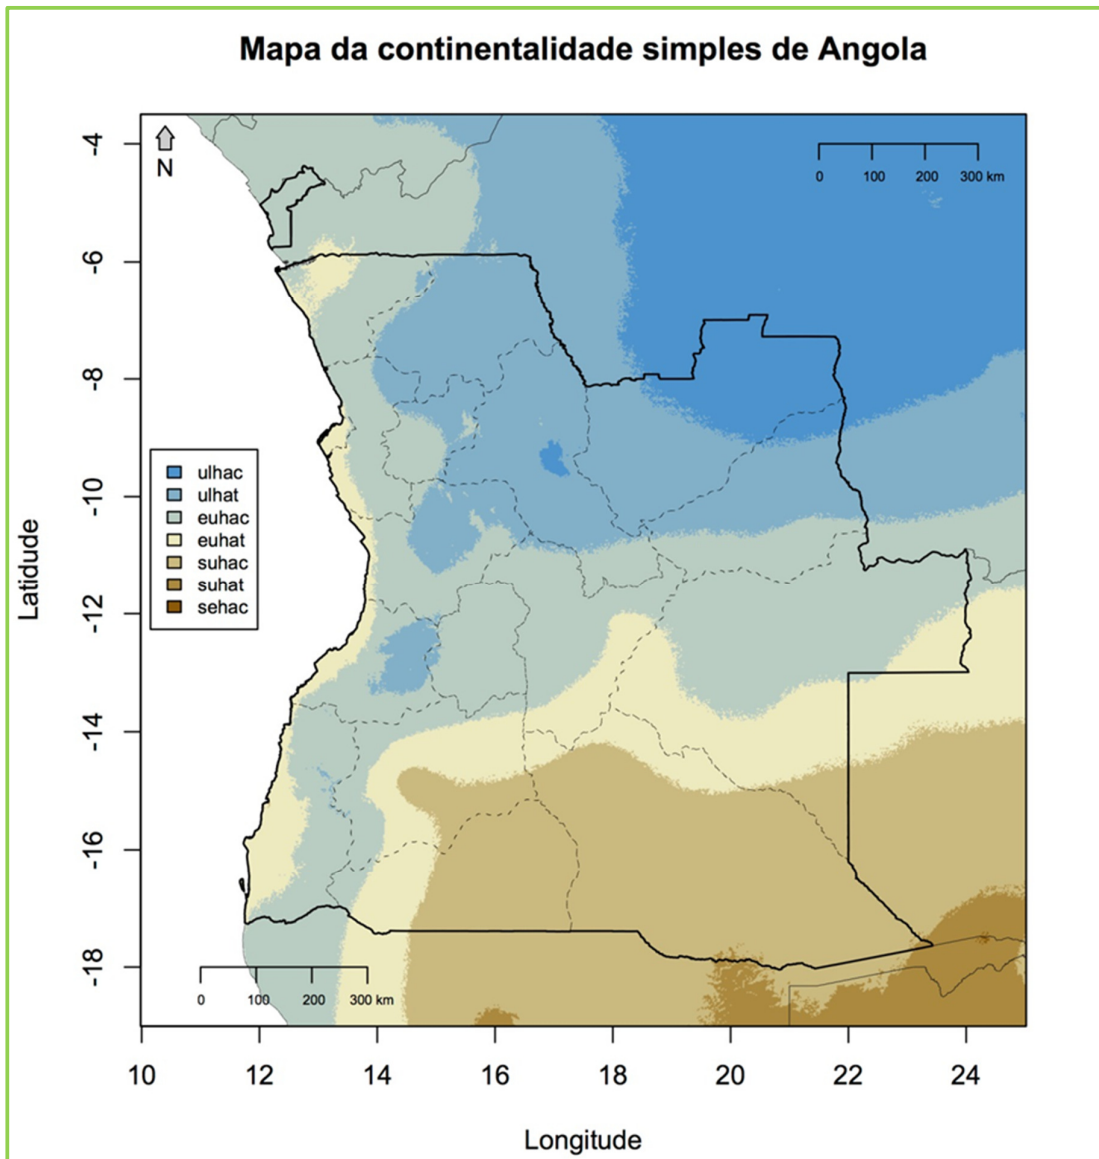 Mapa da continentalidade simples de Angola
N
0 100 200 300 km
-4
-6
-8
-10
-12
-14
-16
-18
Latidude
ulhac
ulhat
euhac
euhat
suhac
suhat
sehac
0 100 200 300 km
10 12 14 16 18 20 22 24
Longitude